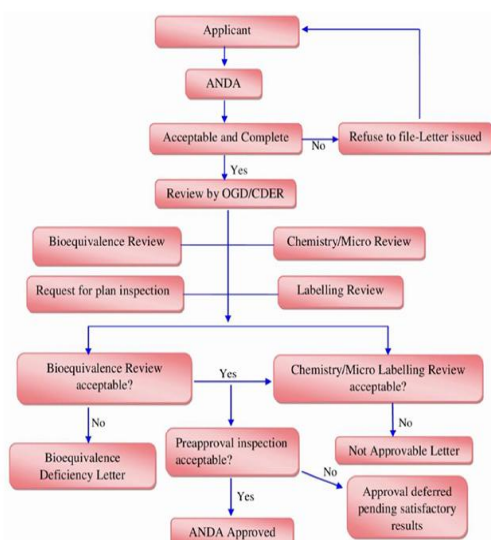 Applicant
ANDA
Acceptable and Complete
No
Refuse to file-Letter issued
Yes
Review by OGD/CDER
Bioequivalence Review
Chemistry/Micro Review
Request for plan inspection
Labelling Review
Bioequivalence Review
acceptable?
Yes
Chemistry/Micro Labelling Review
acceptable?
No
No
Bioequivalence
Deficiency Letter
Preapproval inspection
acceptable?
Not Approvable Letter
No
Yes
Approval deferred
pending satisfactory
results
ANDA Approved